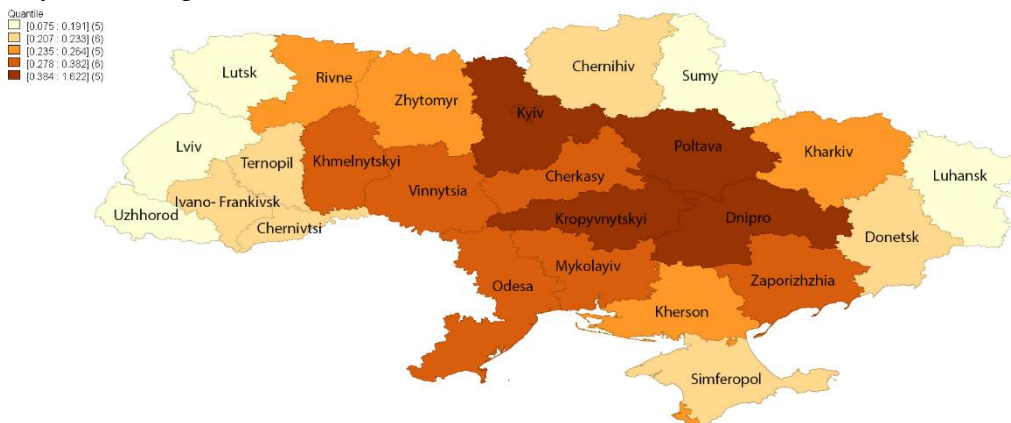 Quantile
[0.075 : 0.191] (5)
[0.207 : 0.233] (6)
[0.235 : 0.264] (5)
[0.278 : 0.382] (6)
[0.384 : 1.622] (5)
Lutsk
Rivne
Zhytomyr
Kyiv
Chernihiv
Sumy
Lviv
Ternopil
Khmelnytskyi
Vinnytsia
Cherkasy
Poltava
Kharkiv
Luhansk
Uzhhorod
Ivano- Frankivsk
Chernivtsi
Kropyvnytskyi
Dnipro
Donetsk
Odesa
Mykolayiv
Zaporizhzhia
Kherson
Simferopol